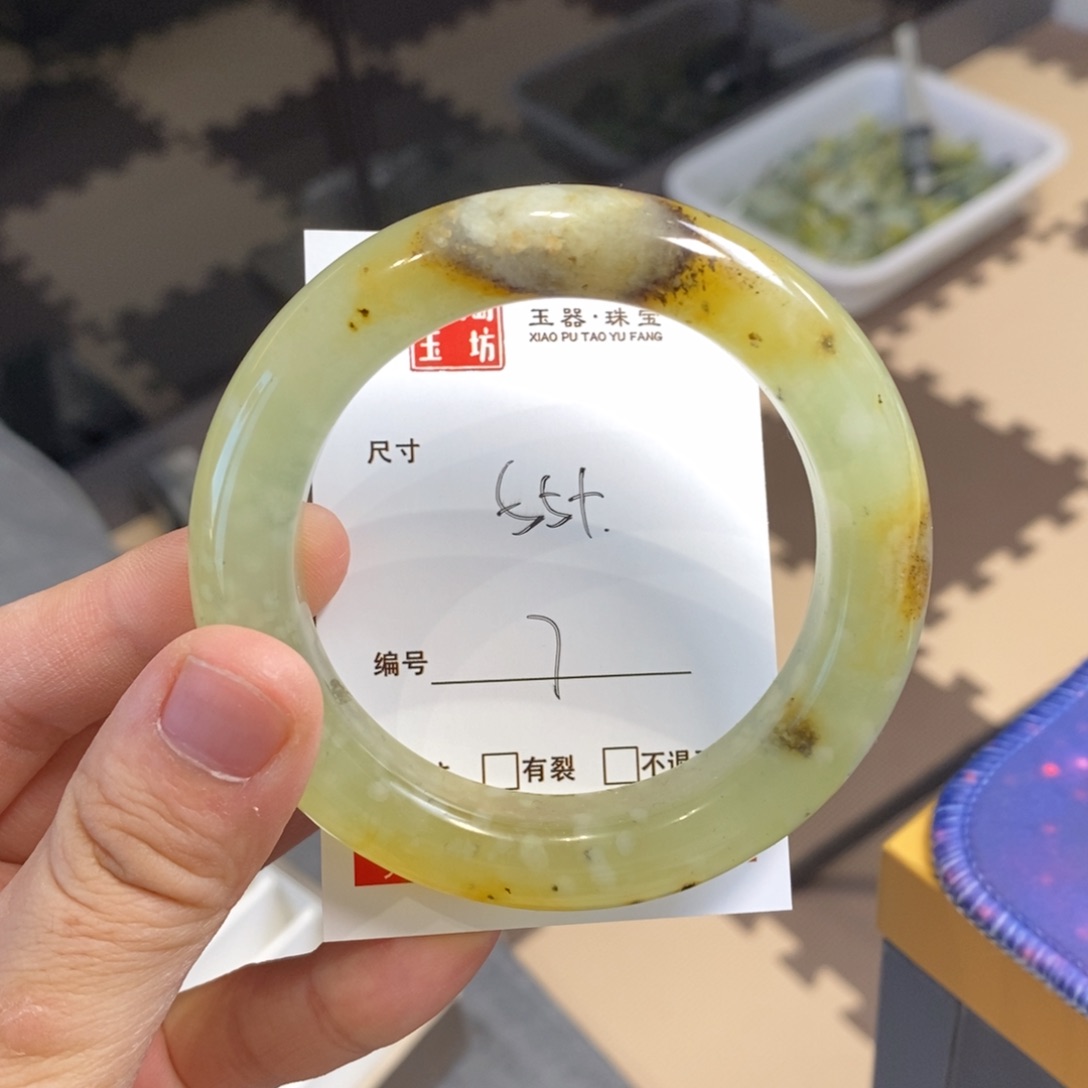 玉坊
玉器·珠宝
XIAO PU TAO YU FANG
尺寸
55+.
编号 7
□有裂 □不退